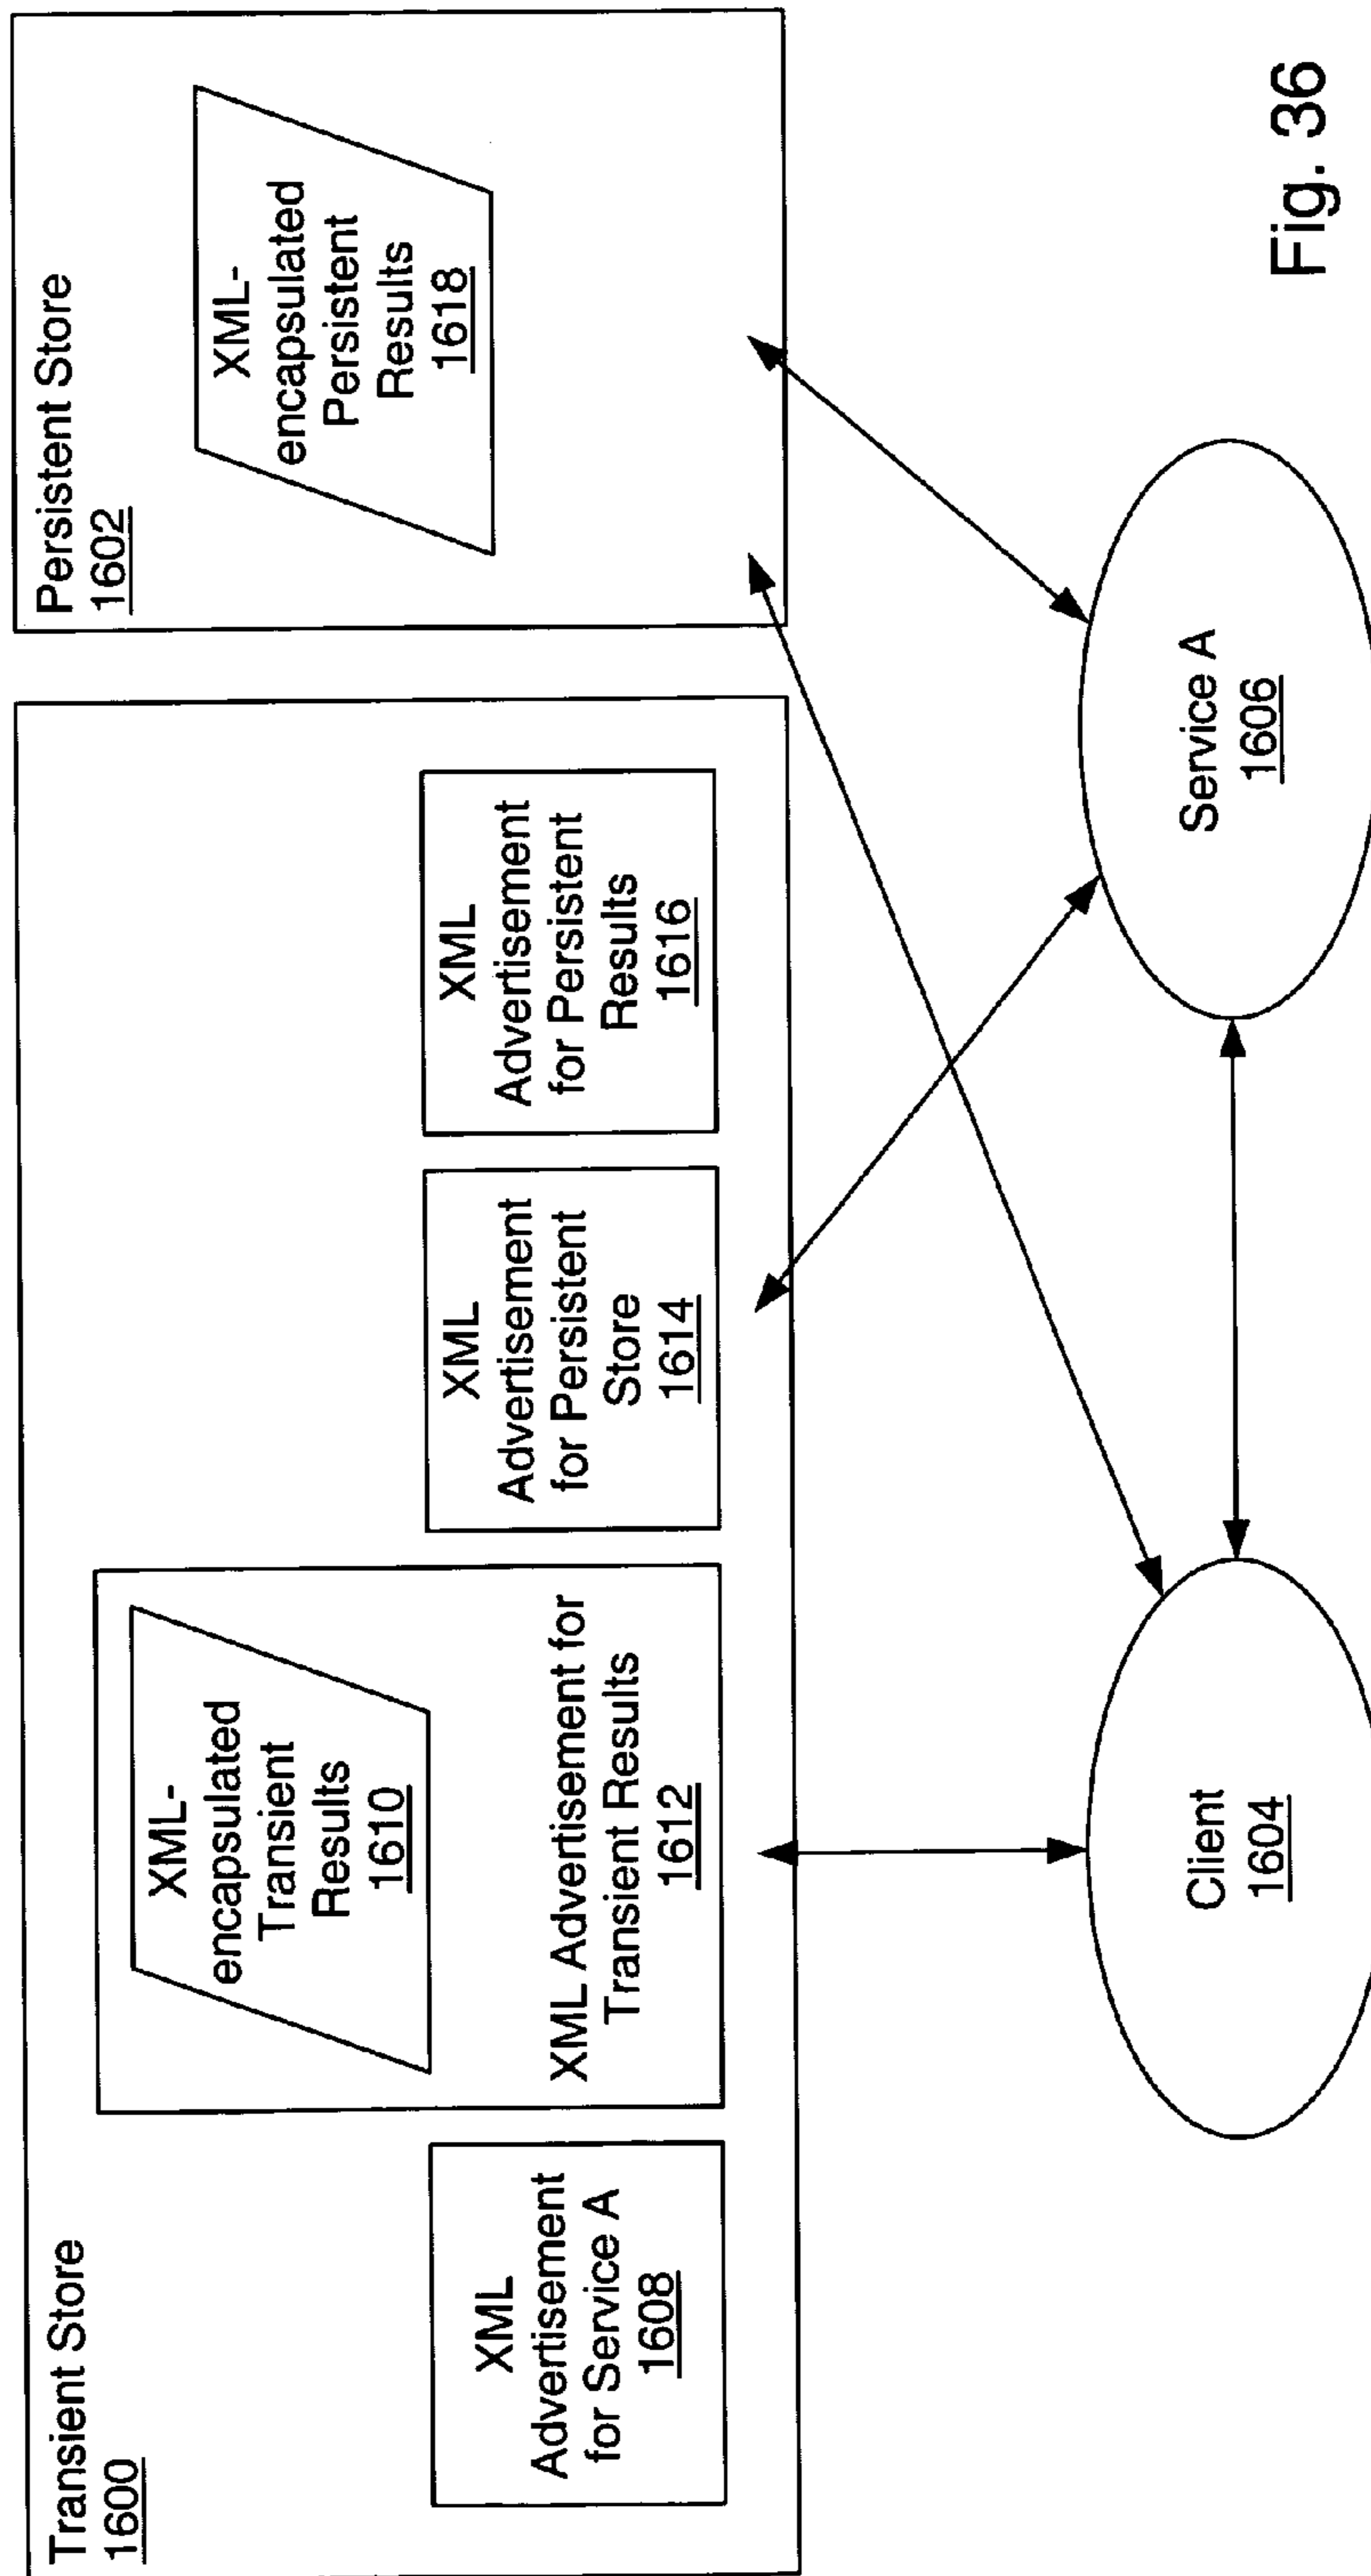 Transient Store
1600
XML
Advertisement
for Service A
1608
XML-
encapsulated
Transient
Results
1610
XML Advertisement for
Transient Results
1612
XML
Advertisement
for Persistent
Store
1614
XML
Advertisement
for Persistent
Results
1616
Persistent Store
1602
XML-
encapsulated
Persistent
Results
1618
Client
1604
Service A
1606
Fig. 36